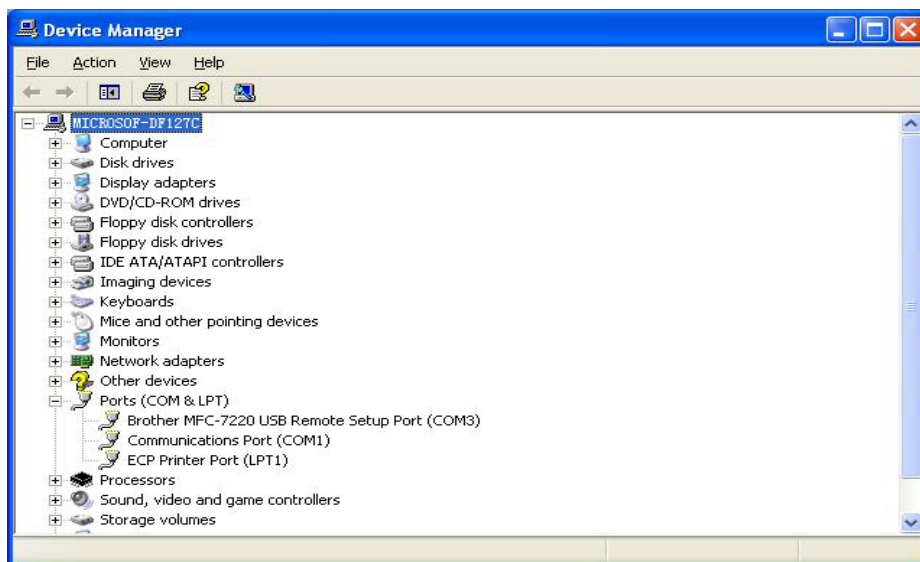 Device Manager
File Action View Help
MICROSOF-DF127C
Computer
Disk drives
Display adapters
DVD/CD-ROM drives
Floppy disk controllers
Floppy disk drives
IDE ATA/ATAPI controllers
Imaging devices
Keyboards
Mice and other pointing devices
Monitors
Network adapters
Other devices
Ports (COM & LPT)
Brother MFC-7220 USB Remote Setup Port (COM3)
Communications Port (COM1)
ECP Printer Port (LPT1)
Processors
Sound, video and game controllers
Storage volumes